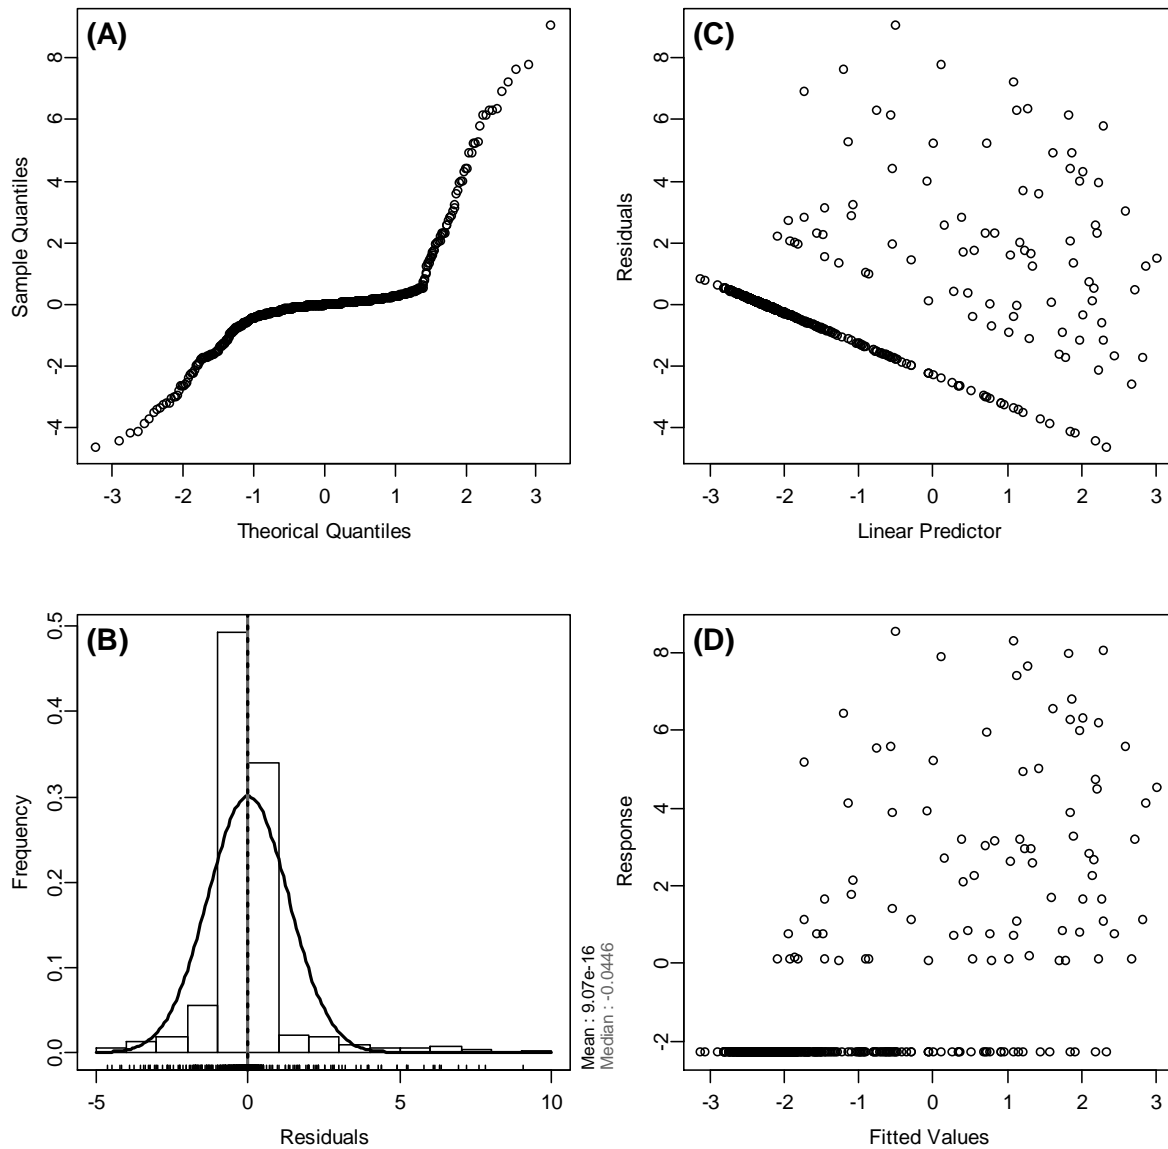 (A)
8
6
4
2
0
-2
-4
Sample Quantiles
-3 -2 -1 0 1 2 3
Theorical Quantiles
(C)
8
6
4
2
0
-2
-4
Residuals
-3 -2 -1 0 1 2 3
Linear Predictor
(B)
0.5
0.4
0.3
0.2
0.1
0.0
Frequency
-5 0 5 10
Residuals
Mean : 9.07e-16
Median : -0.0446
(D)
8
6
4
2
0
-2
Response
-3 -2 -1 0 1 2 3
Fitted Values